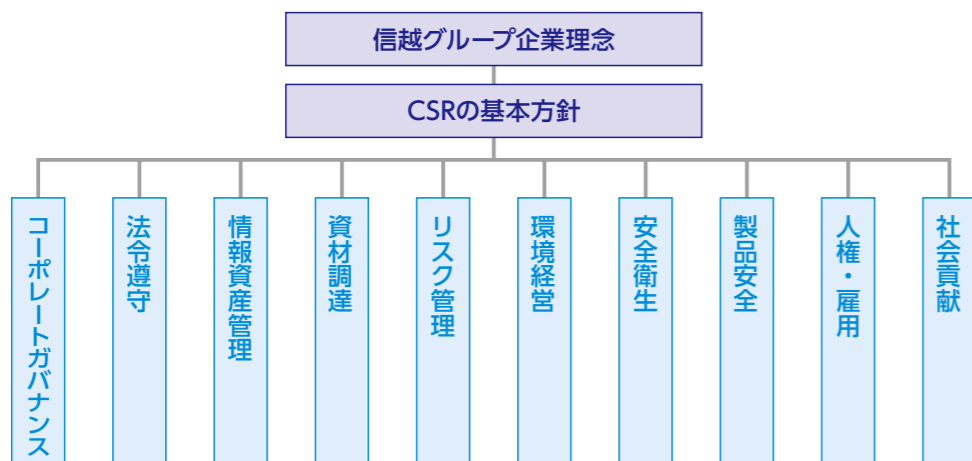 信越グループ企業理念
CSRの基本方針
コーポレートガバナンス
法令遵守
情報資産管理
資材調達
リスク管理
環境経営
安全衛生
製品安全
人権・雇用
社会貢献